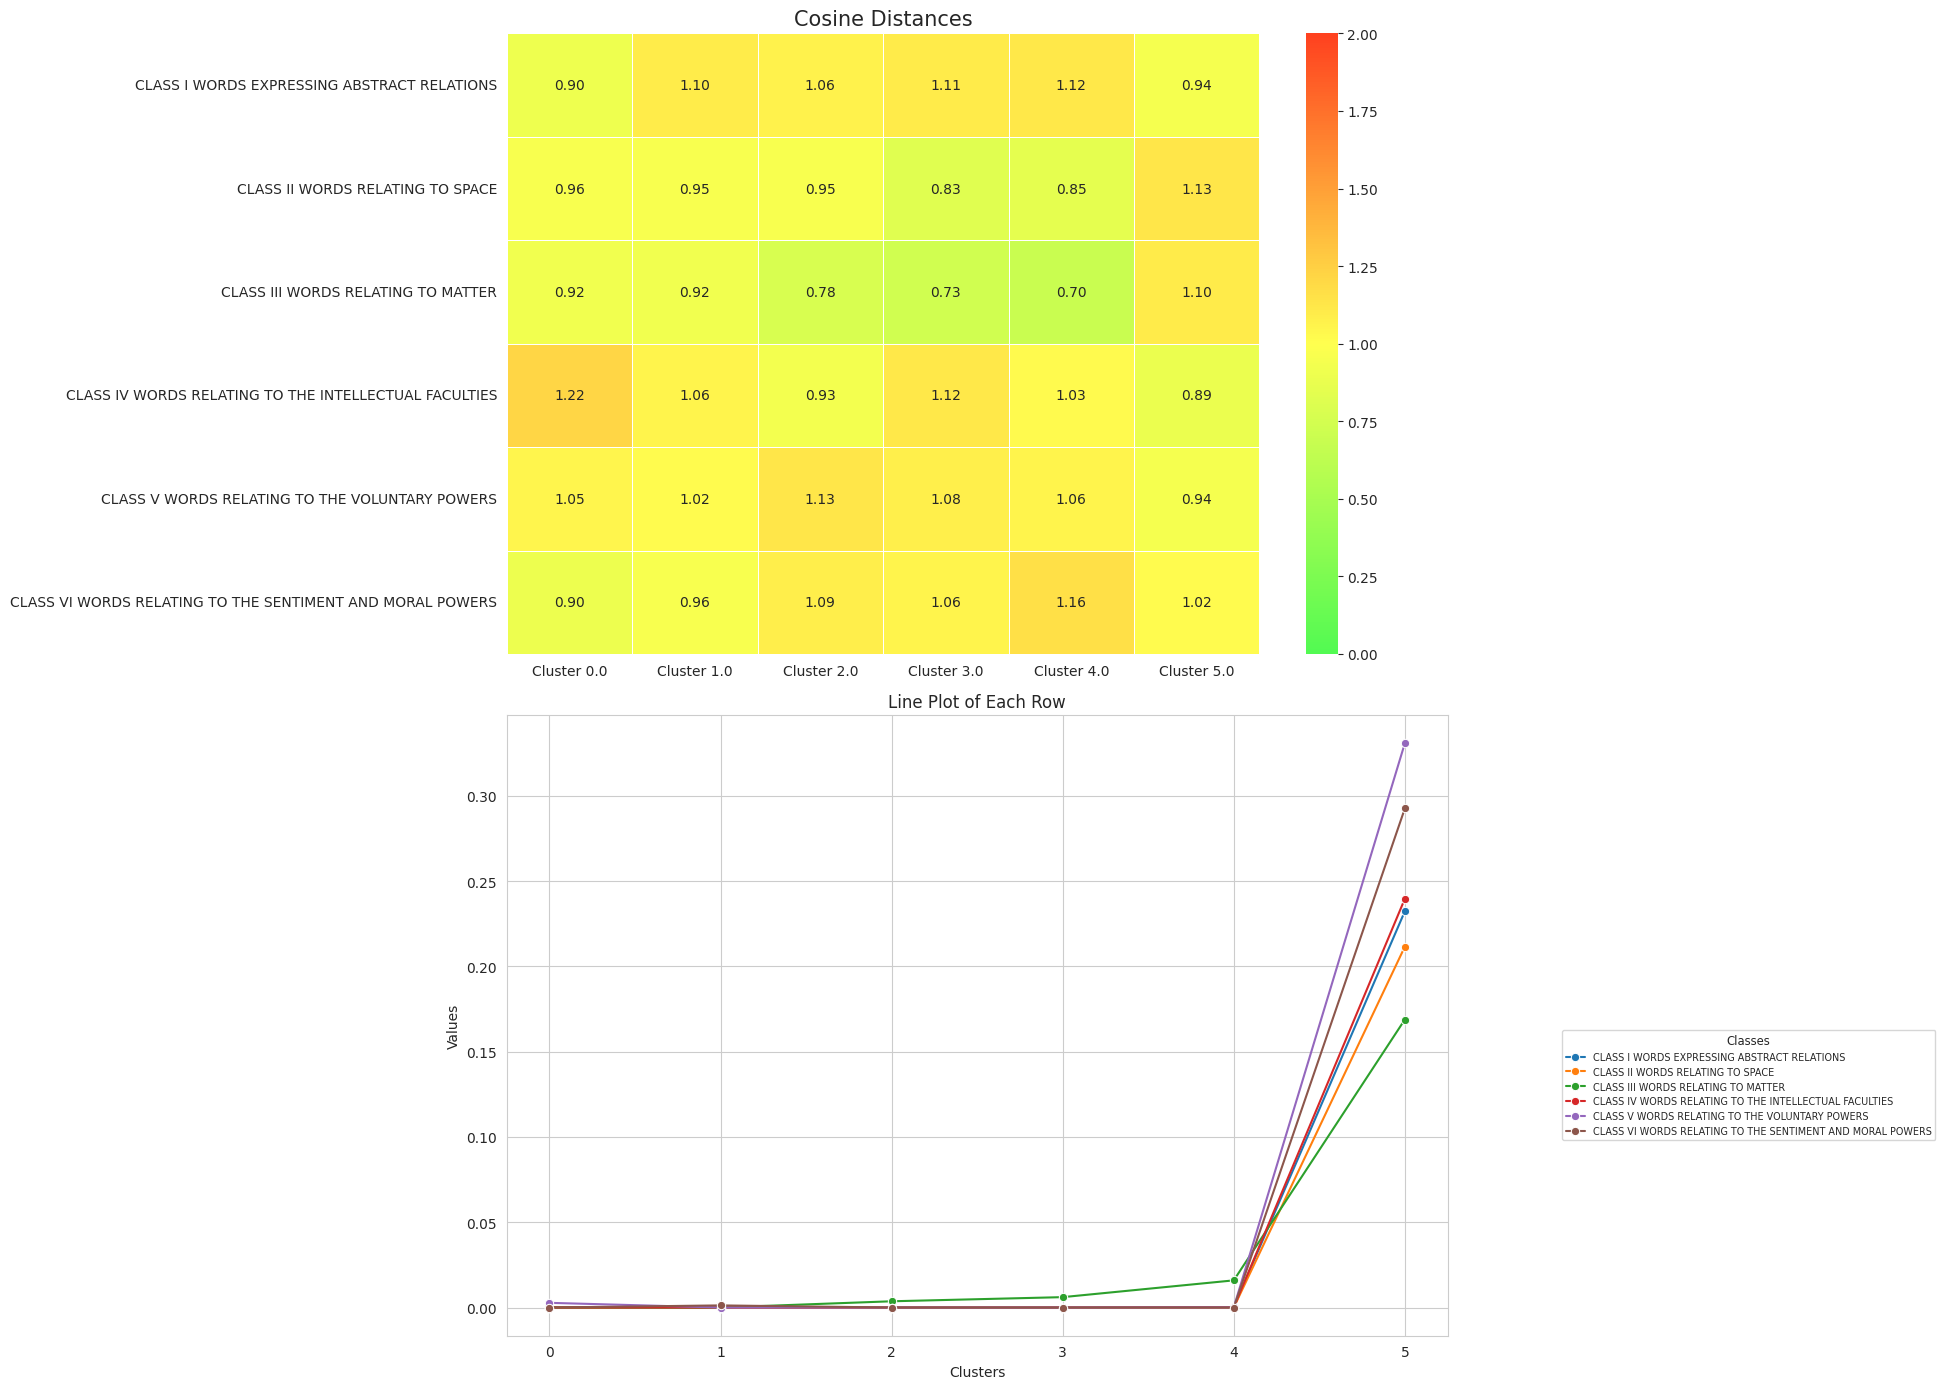 Cosine Distances
CLASS I WORDS EXPRESSING ABSTRACT RELATIONS 0.90 1.10 1.06 1.11 1.12 0.94
CLASS II WORDS RELATING TO SPACE 0.96 0.95 0.95 0.83 0.85 1.13
CLASS III WORDS RELATING TO MATTER 0.92 0.92 0.78 0.73 0.70 1.10
CLASS IV WORDS RELATING TO THE INTELLECTUAL FACULTIES 1.22 1.06 0.93 1.12 1.03 0.89
CLASS V WORDS RELATING TO THE VOLUNTARY POWERS 1.05 1.02 1.13 1.08 1.06 0.94
CLASS VI WORDS RELATING TO THE SENTIMENT AND MORAL POWERS 0.90 0.96 1.09 1.06 1.16 1.02
Cluster 0.0 Cluster 1.0 Cluster 2.0 Cluster 3.0 Cluster 4.0 Cluster 5.0
2.00
1.75
1.50
1.25
1.00
0.75
0.50
0.25
0.00
Line Plot of Each Row
Values
0.30
0.25
0.20
0.15
0.10
0.05
0.00
0 1 2 3 4 5
Clusters
Classes
CLASS I WORDS EXPRESSING ABSTRACT RELATIONS
CLASS II WORDS RELATING TO SPACE
CLASS III WORDS RELATING TO MATTER
CLASS IV WORDS RELATING TO THE INTELLECTUAL FACULTIES
CLASS V WORDS RELATING TO THE VOLUNTARY POWERS
CLASS VI WORDS RELATING TO THE SENTIMENT AND MORAL POWERS